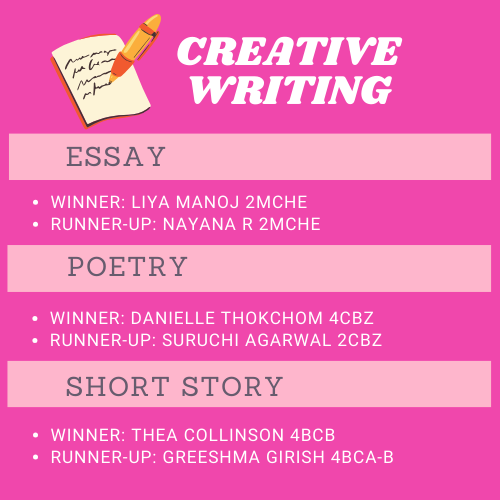 CREATIVE
WRITING
ESSAY
• WINNER: LIYA MANOJ 2MCHE
• RUNNER-UP: NAYANA R 2MCHE
POETRY
• WINNER: DANIELLE THOKCHOM 4CBZ
• RUNNER-UP: SURUCHI AGARWAL 2CBZ
SHORT STORY
• WINNER: THEA COLLINSON 4BCB
• RUNNER-UP: GREESHMA GIRISH 4BCA-B